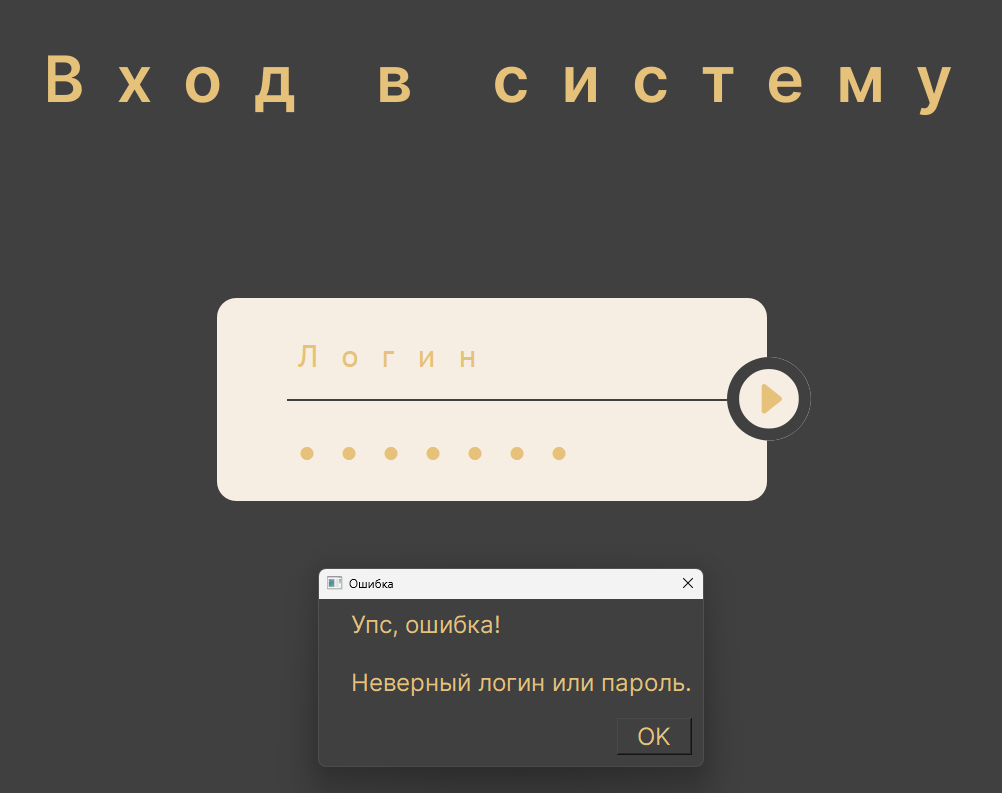 Вход в систему
Логин
•••••••
Ошибка
Упс, ошибка!
Неверный логин или пароль.
OK